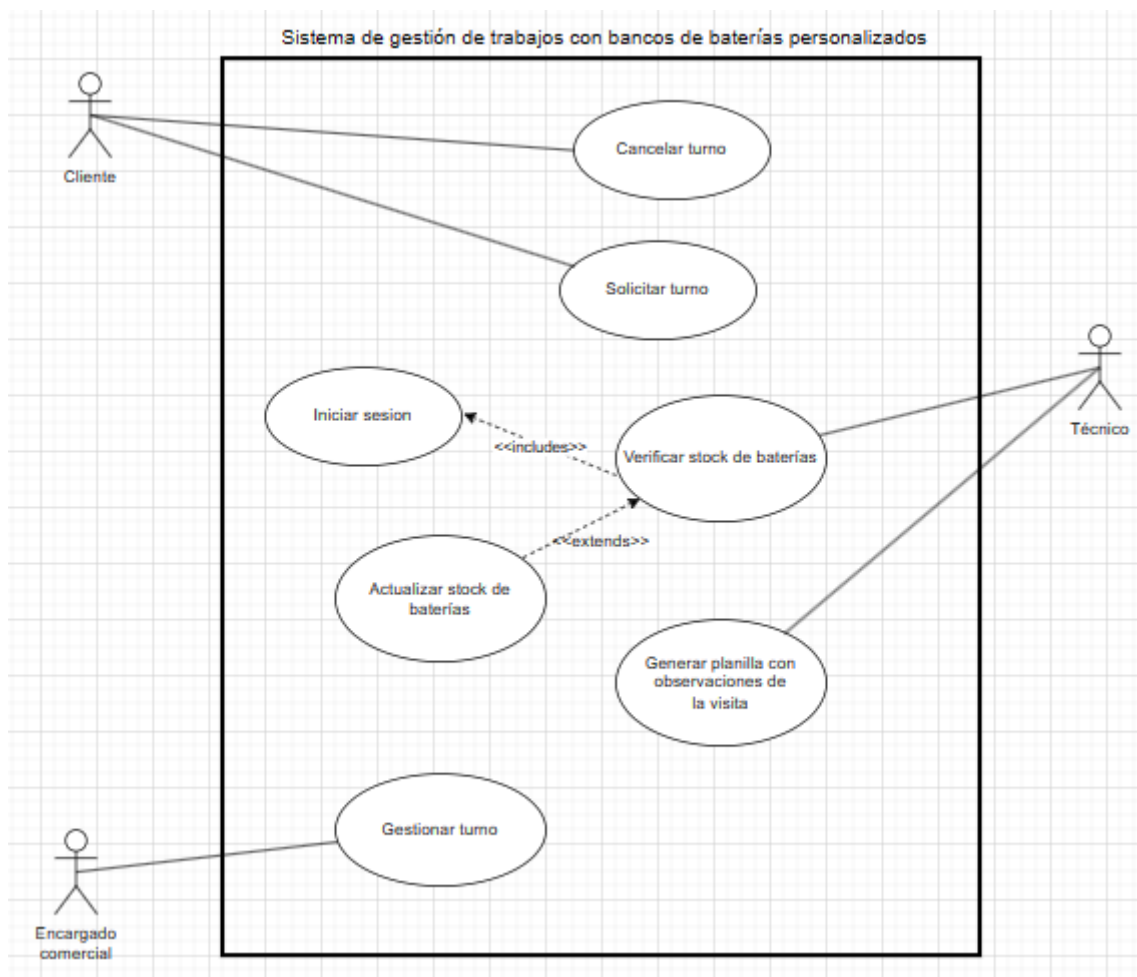 Sistema de gestión de trabajos con bancos de baterías personalizados
Cliente
Cancelar turno
Solicitar turno
Iniciar sesion
<<includes>>
Verificar stock de baterías
Técnico
<<extends>>
Actualizar stock de
baterías
Generar planilla con
observaciones de
la visita
Gestionar turno
Encargado
comercial